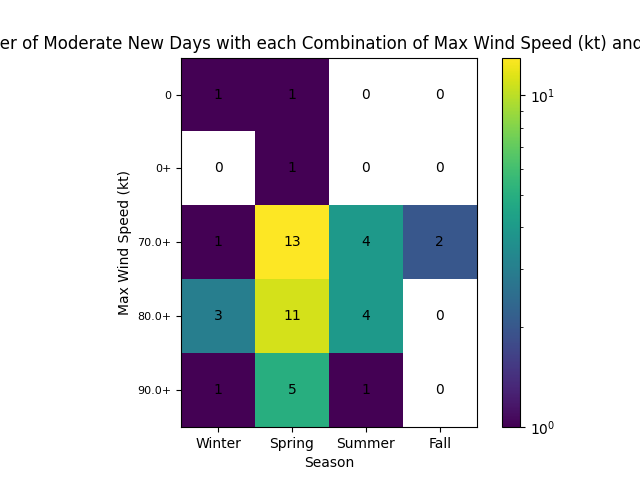 er of Moderate New Days with each Combination of Max Wind Speed (kt) and
0 1 1 0 0
0+ 0 1 0 0
70.0+ 1 13 4 2
80.0+ 3 11 4 0
90.0+ 1 5 1 0
Winter Spring Summer Fall
Season
Max Wind Speed (kt)
10¹
10⁰